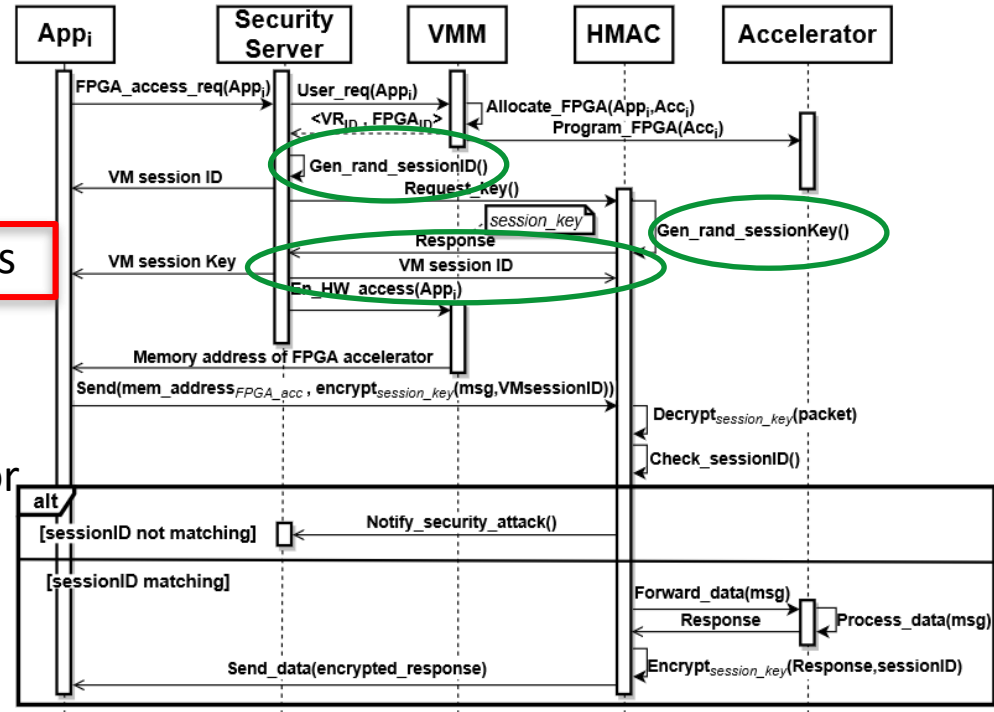 Appᵢ
Security
Server
VMM
HMAC
Accelerator
FPGA_access_req(Appᵢ)
User_req(Appᵢ)
Allocate_FPGA(Appᵢ,Accᵢ)
<VR_ID , FPGA_ID>
Program_FPGA(Accᵢ)
Gen_rand_sessionID()
VM session ID
Request_key()
session_key
Gen_rand_sessionKey()
Response
s
VM session Key
VM session ID
En_HW_access(Appᵢ)
Memory address of FPGA accelerator
Send(mem_address_FPGA_acc , encrypt_session_key(msg,VMsessionID))
Decrypt_session_key(packet)
Check_sessionID()
or
alt
[sessionID not matching]
Notify_security_attack()
[sessionID matching]
Forward_data(msg)
Response
Process_data(msg)
Send_data(encrypted_response)
Encrypt_session_key(Response,sessionID)